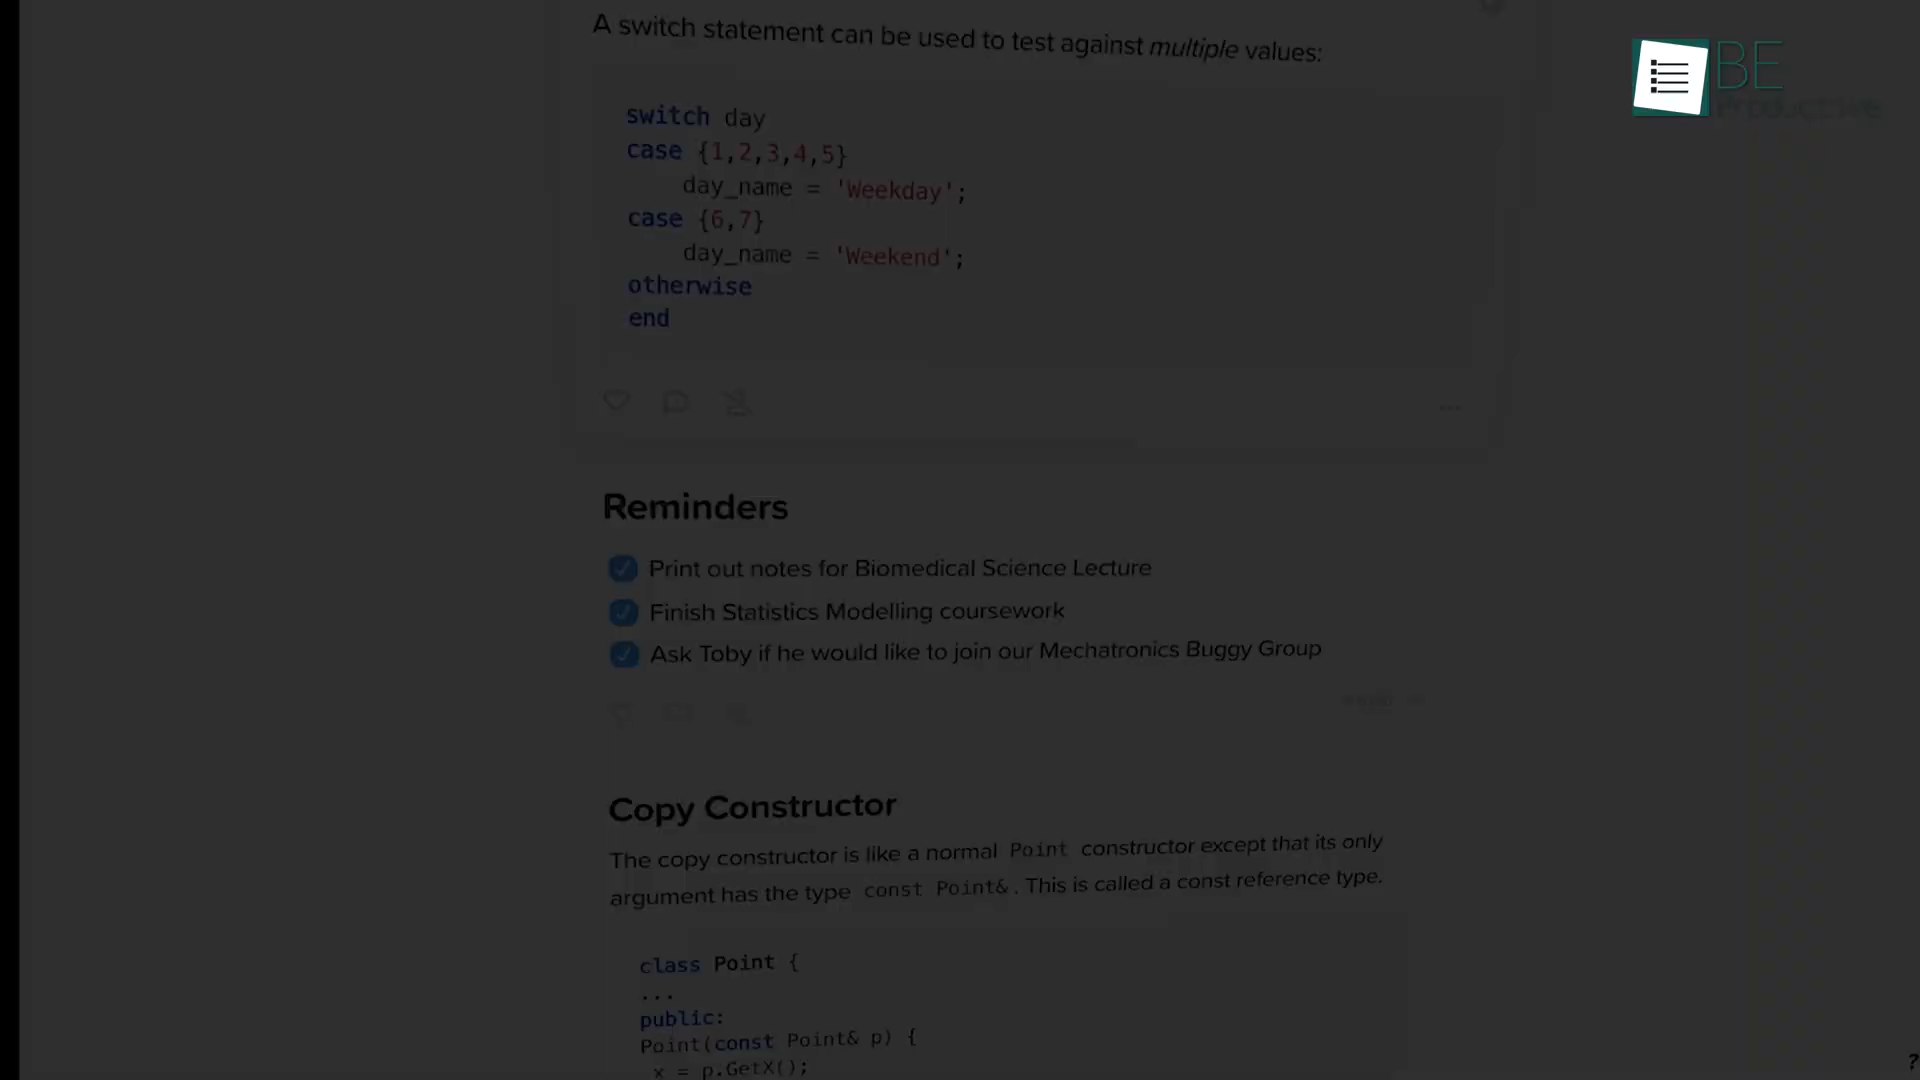 A switch statement can be used to test against multiple values:
BE
Productive
switch day
case {1,2,3,4,5}
day_name = 'Weekday';
case {6,7}
day_name = 'Weekend';
otherwise
end
...
Reminders
Print out notes for Biomedical Science Lecture
Finish Statistics Modelling coursework
Ask Toby if he would like to join our Mechatronics Buggy Group
Copy Constructor
The copy constructor is like a normal Point constructor except that its only
argument has the type const Point& . This is called a const reference type.
class Point {
...
public:
Point(const Point& p) {
x = p.GetX();
?